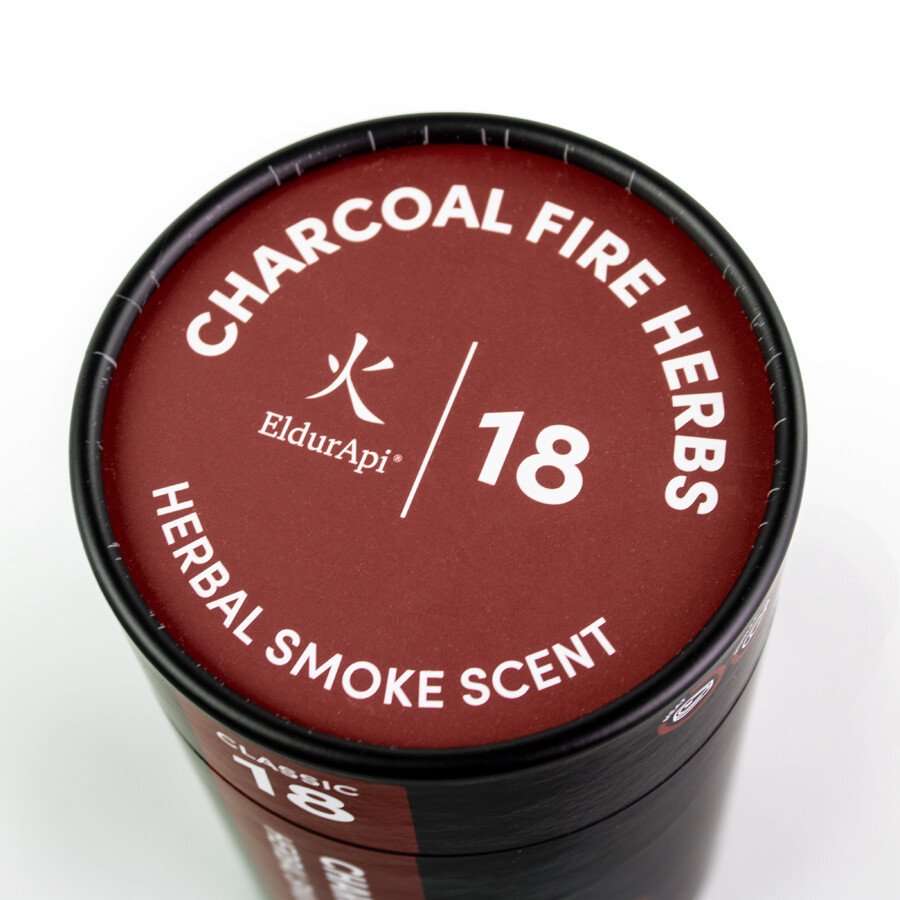 CHARCOAL FIRE HERBS
火
EldurApi®
18
HERBAL SMOKE SCENT
CLASSIC
18